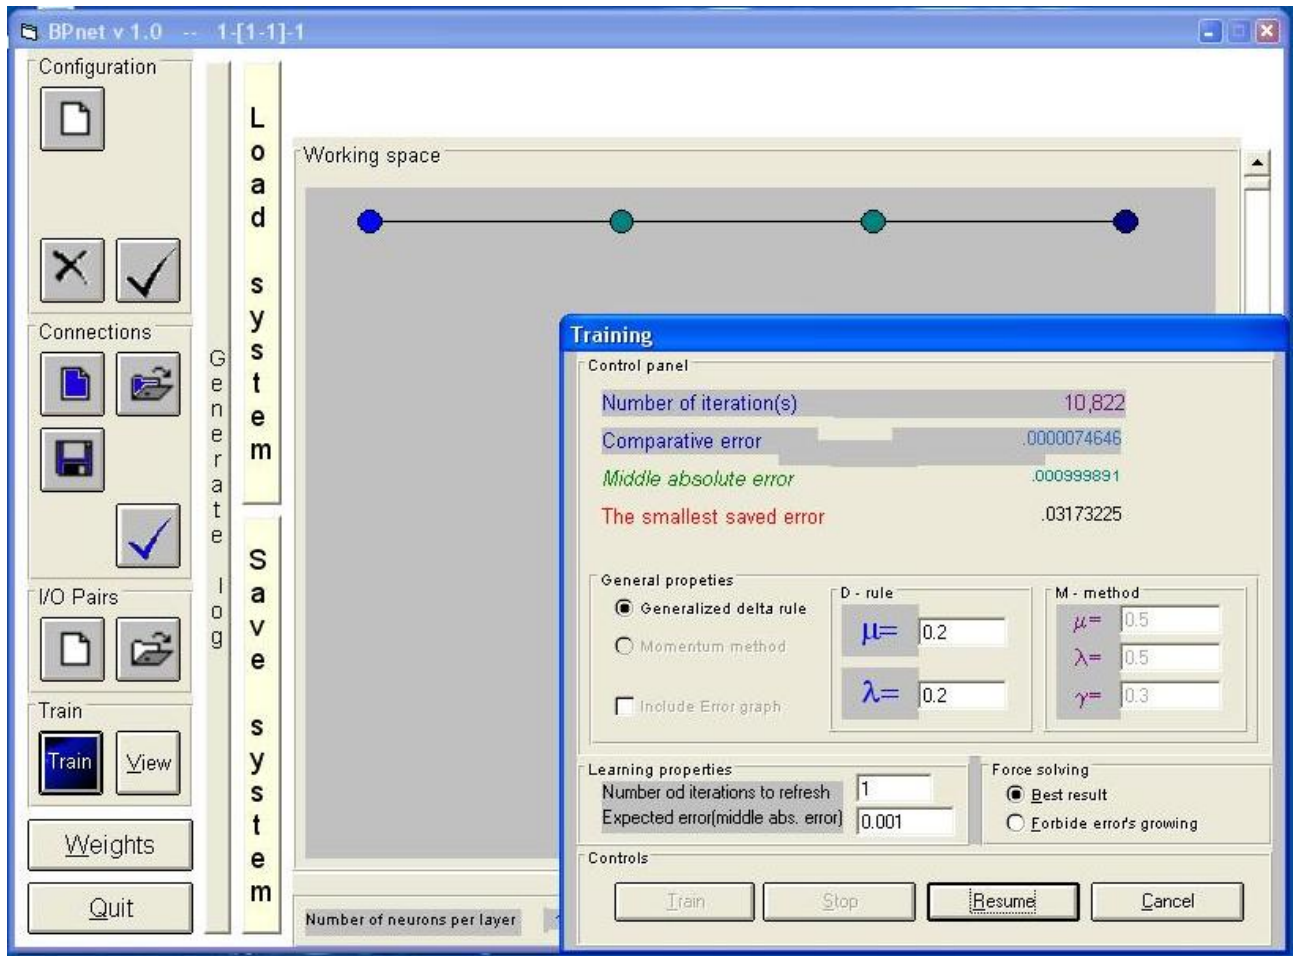 BPnet v 1.0 -- 1-[1-1]-1
Configuration
Connections
I/O Pairs
Train
Train View
Weights
Quit
Generate log
Load system
Save system
Working space
Number of neurons per layer
Training
Control panel
Number of iteration(s) 10,822
Comparative error .0000074646
Middle absolute error .000999891
The smallest saved error .03173225
General propeties
Generalized delta rule
Momentum method
Include Error graph
D - rule
μ= 0.2
λ= 0.2
M - method
μ= 0.5
λ= 0.5
γ= 0.3
Learning properties
Number od iterations to refresh 1
Expected error(middle abs. error) 0.001
Force solving
Best result
Forbide error's growing
Controls
Train Stop Resume Cancel